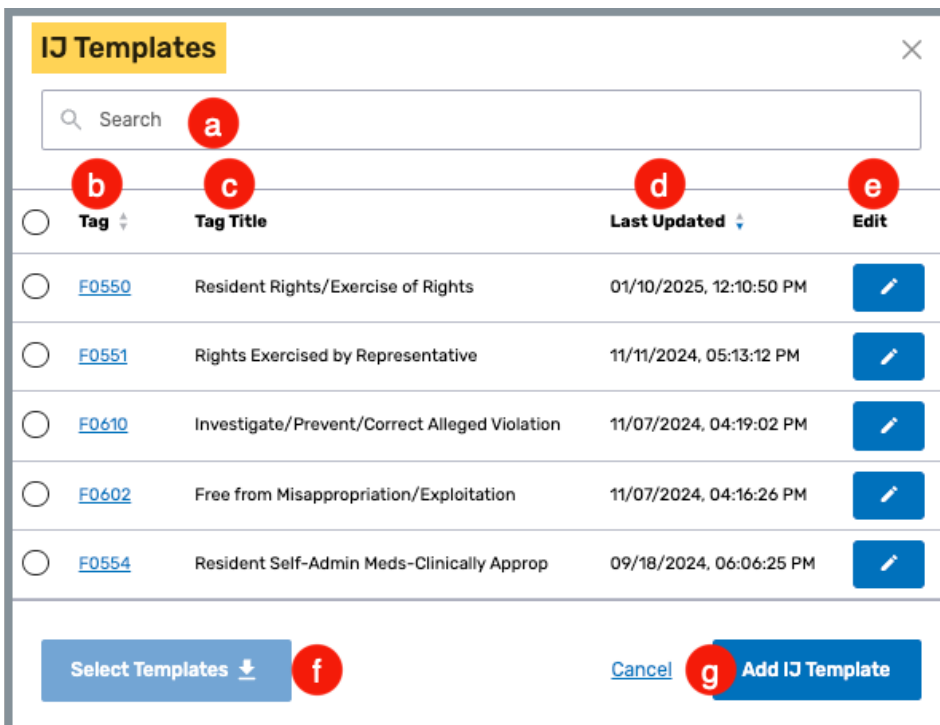 IJ Templates
Search a
b c d e
Tag Tag Title Last Updated Edit
F0550 Resident Rights/Exercise of Rights 01/10/2025, 12:10:50 PM
F0551 Rights Exercised by Representative 11/11/2024, 05:13:12 PM
F0610 Investigate/Prevent/Correct Alleged Violation 11/07/2024, 04:19:02 PM
F0602 Free from Misappropriation/Exploitation 11/07/2024, 04:16:26 PM
F0554 Resident Self-Admin Meds-Clinically Approp 09/18/2024, 06:06:25 PM
Select Templates f Cancel g Add IJ Template